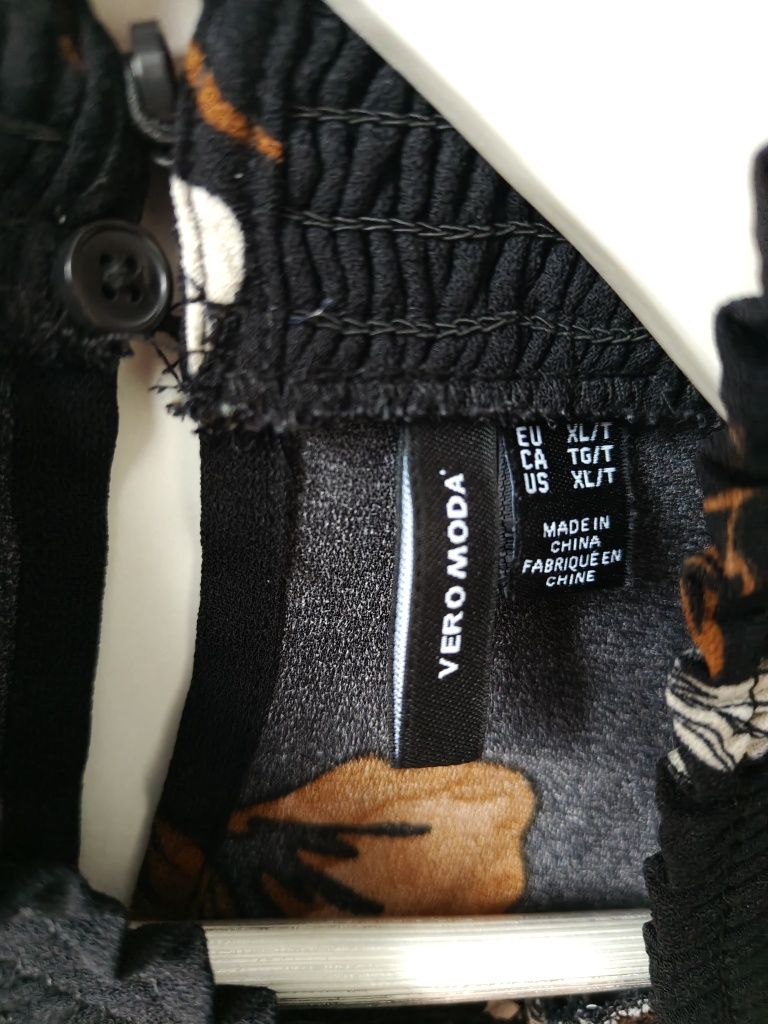 VERO MODA
EU XL/T
CA TG/T
US XL/T
MADE IN
CHINA
FABRIQUÉ EN
CHINE